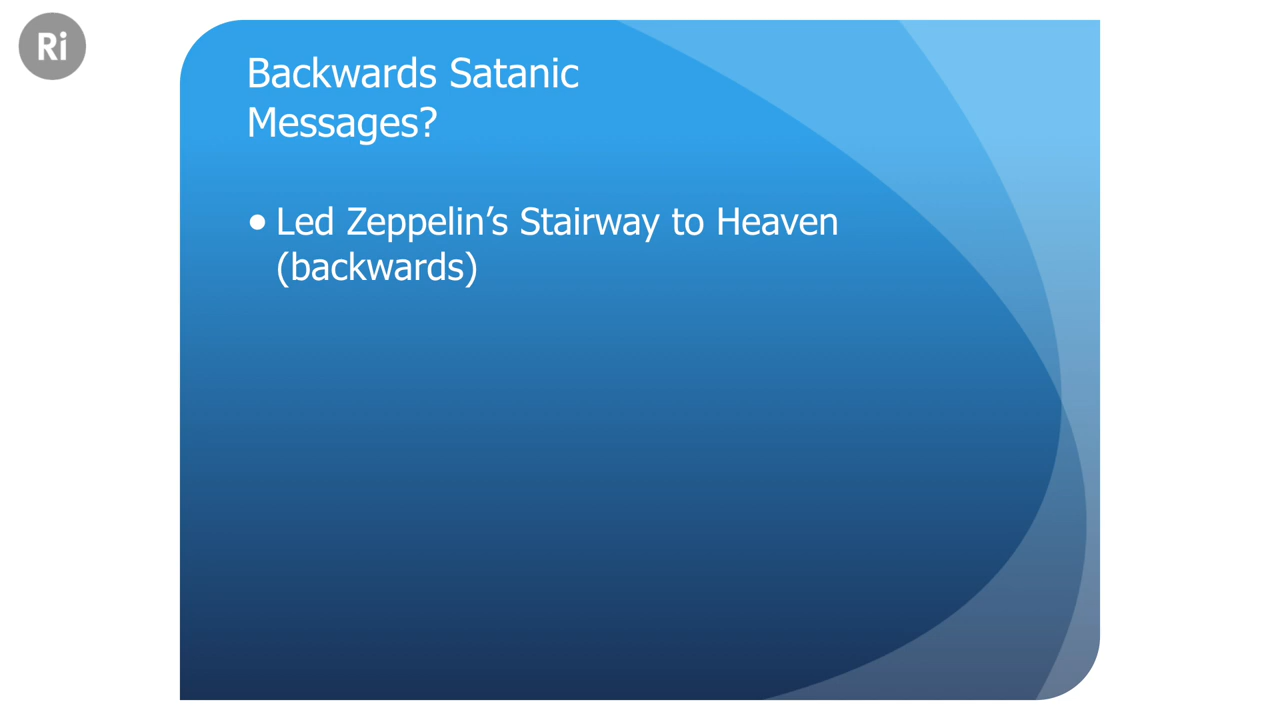 Ri
Backwards Satanic
Messages?
● Led Zeppelin’s Stairway to Heaven
(backwards)